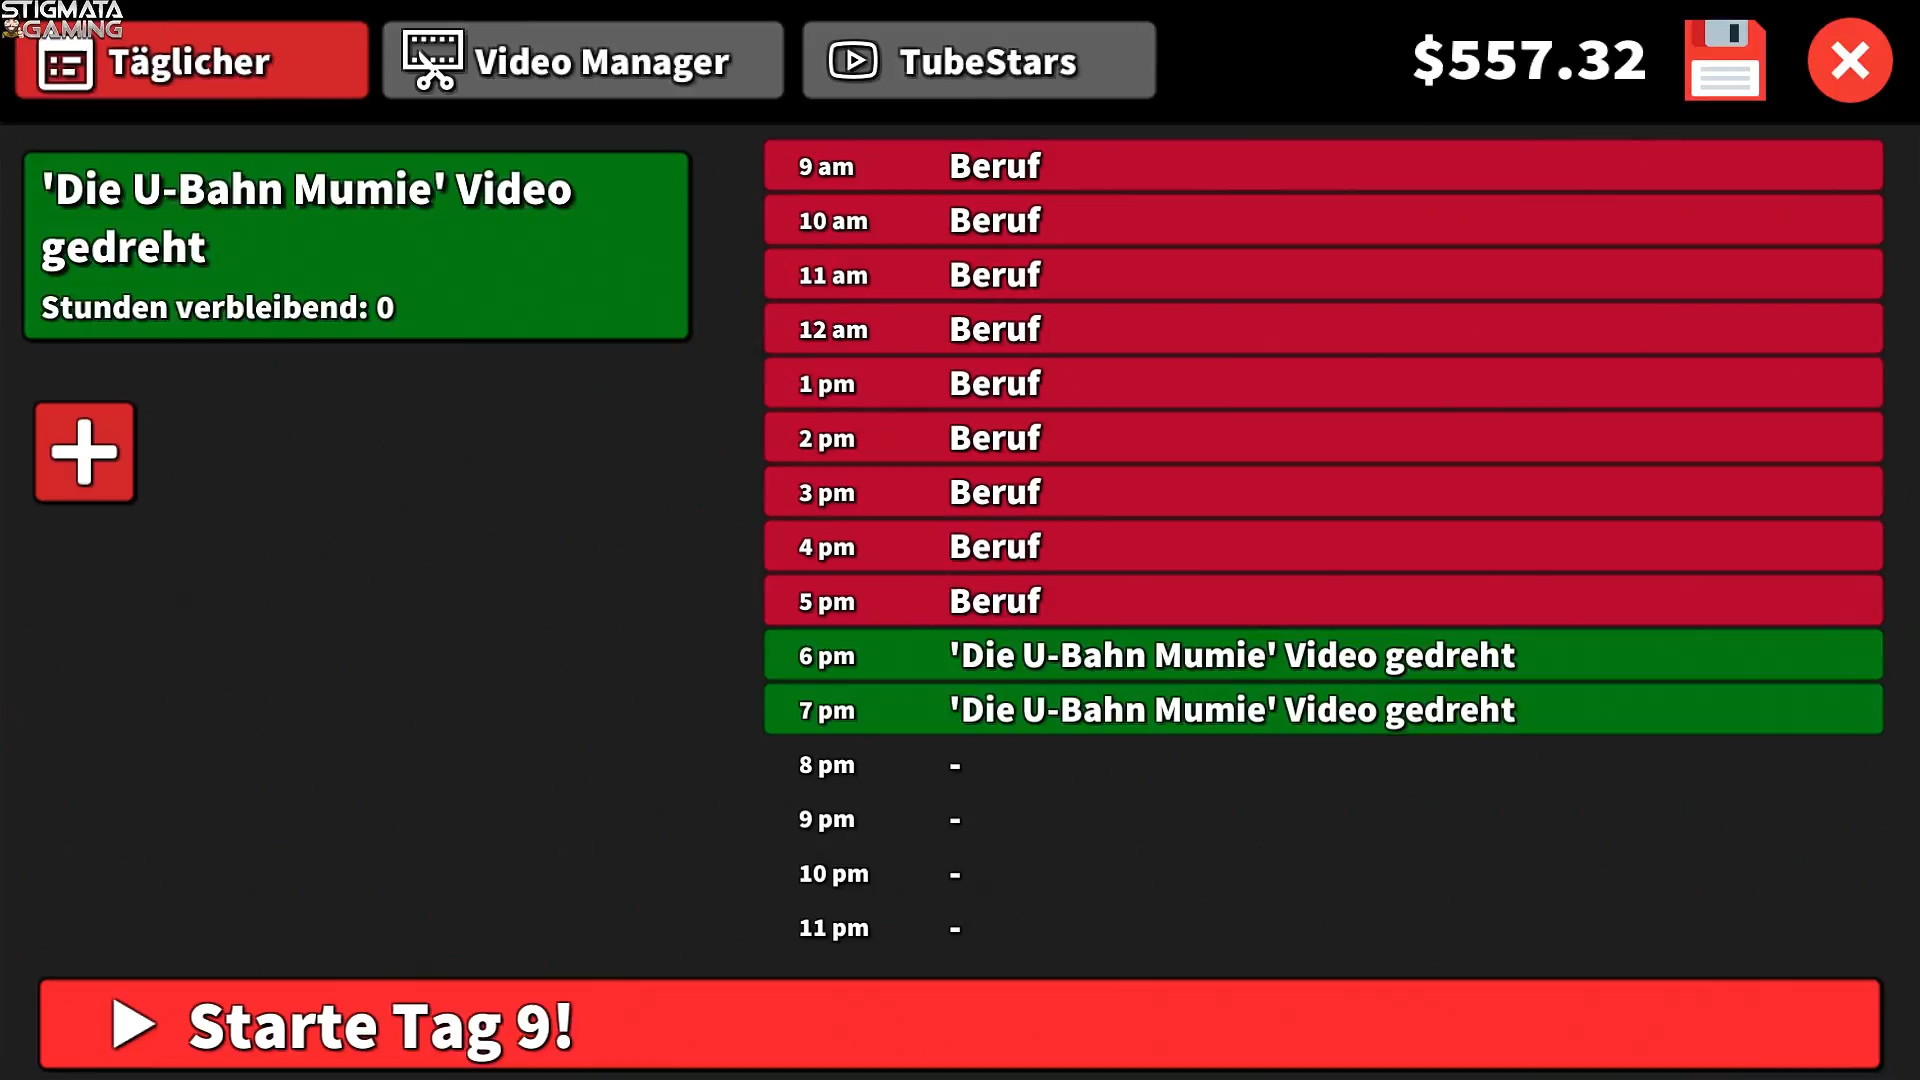 STIGMATA
GAMING
Täglicher
Video Manager
TubeStars
$557.32
'Die U-Bahn Mumie' Video
gedreht
Stunden verbleibend: 0
9 am Beruf
10 am Beruf
11 am Beruf
12 am Beruf
1 pm Beruf
2 pm Beruf
3 pm Beruf
4 pm Beruf
5 pm Beruf
6 pm 'Die U-Bahn Mumie' Video gedreht
7 pm 'Die U-Bahn Mumie' Video gedreht
8 pm -
9 pm -
10 pm -
11 pm -
Starte Tag 9!